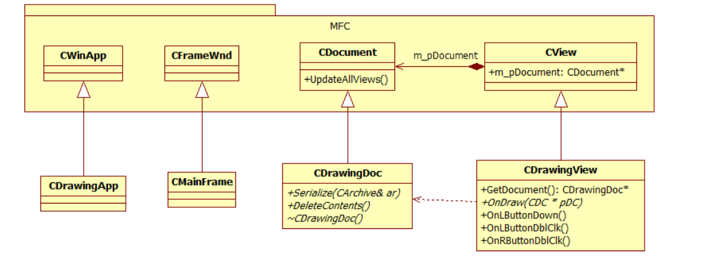 MFC
CWinApp
CFrameWnd
CDocument
+UpdateAllViews()
m_pDocument
CView
+m_pDocument: CDocument*
CDrawingApp
CMainFrame
CDrawingDoc
+Serialize(CArchive& ar)
+DeleteContents()
~CDrawingDoc()
CDrawingView
+GetDocument(): CDrawingDoc*
+OnDraw(CDC * pDC)
+OnLButtonDown()
+OnLButtonDblClk()
+OnRButtonDblClk()